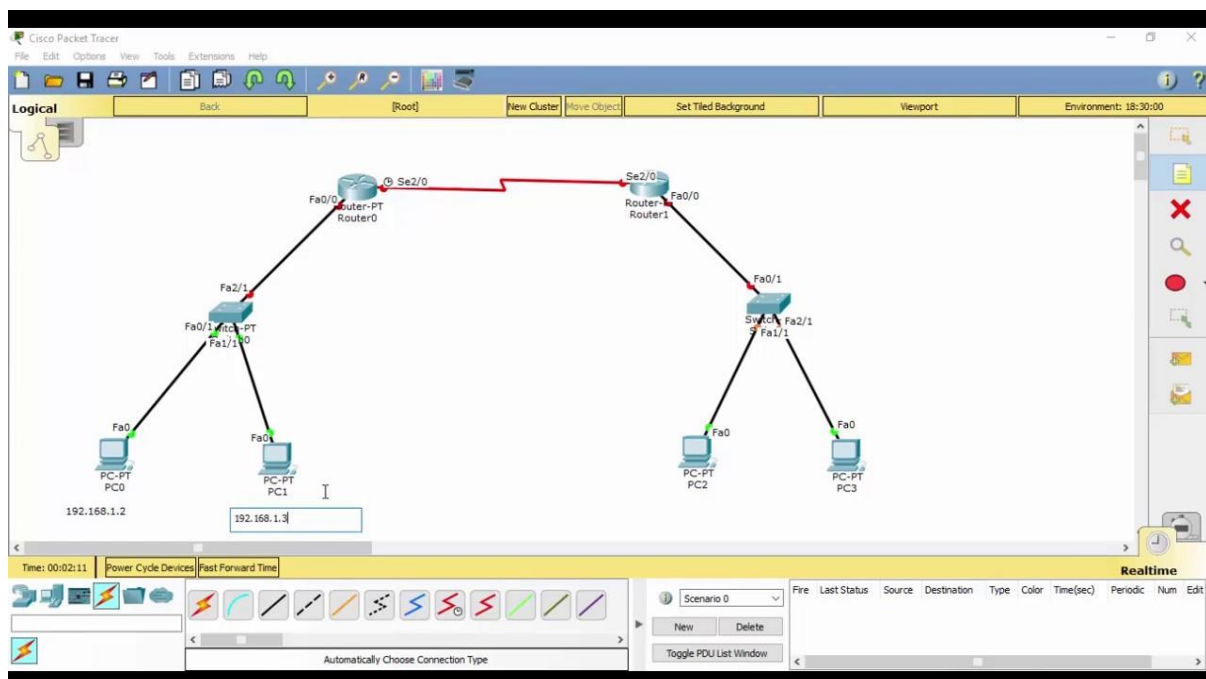 Cisco Packet Tracer
File Edit Options View Tools Extensions Help
Logical Back [Root] New Cluster Move Object Set Tiled Background Viewport Environment: 18:30:00
Se2/0
Se2/0
Fa0/0
Fa0/0
Router0
Router1
Fa2/1
Fa0/1
Fa0/1
Fa1/1
Fa2/1
Fa1/1
Fa0
Fa0
Fa0
Fa0
PC-PT
PC0
PC-PT
PC1
PC-PT
PC2
PC-PT
PC3
192.168.1.2
192.168.1.3
Time: 00:02:11 Power Cycle Devices Fast Forward Time Realtime
Scenario 0
New Delete
Toggle PDU List Window
Fire Last Status Source Destination Type Color Time(sec) Periodic Num Edit
Automatically Choose Connection Type